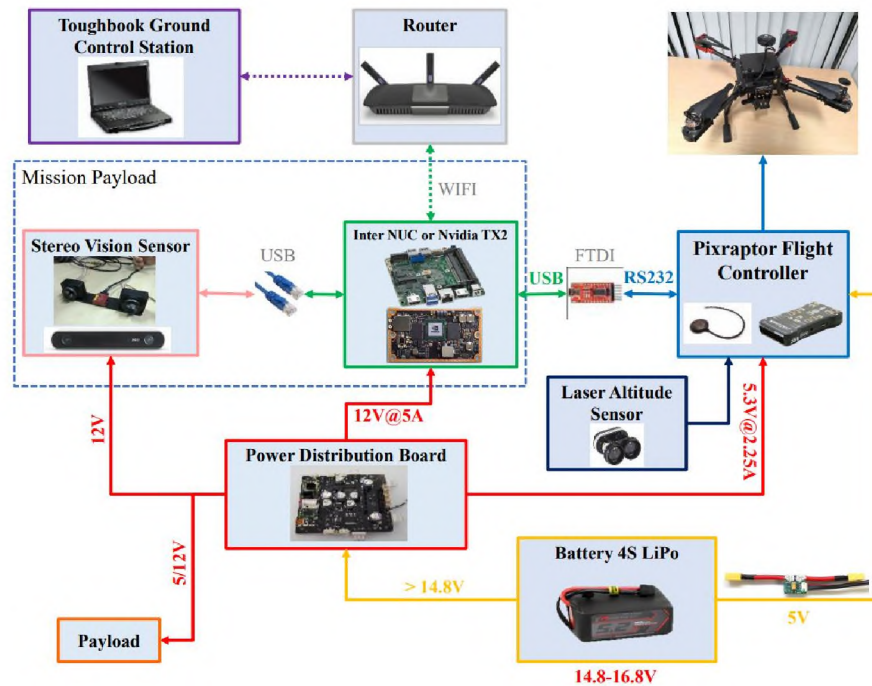 Toughbook Ground
Control Station
Router
Mission Payload
WIFI
Stereo Vision Sensor
USB
Inter NUC or Nvidia TX2
USB
FTDI
RS232
Pixraptor Flight
Controller
12V
12V@5A
Laser Altitude
Sensor
5.3V@2.25A
Power Distribution Board
5/12V
> 14.8V
Battery 4S LiPo
5V
Payload
14.8-16.8V